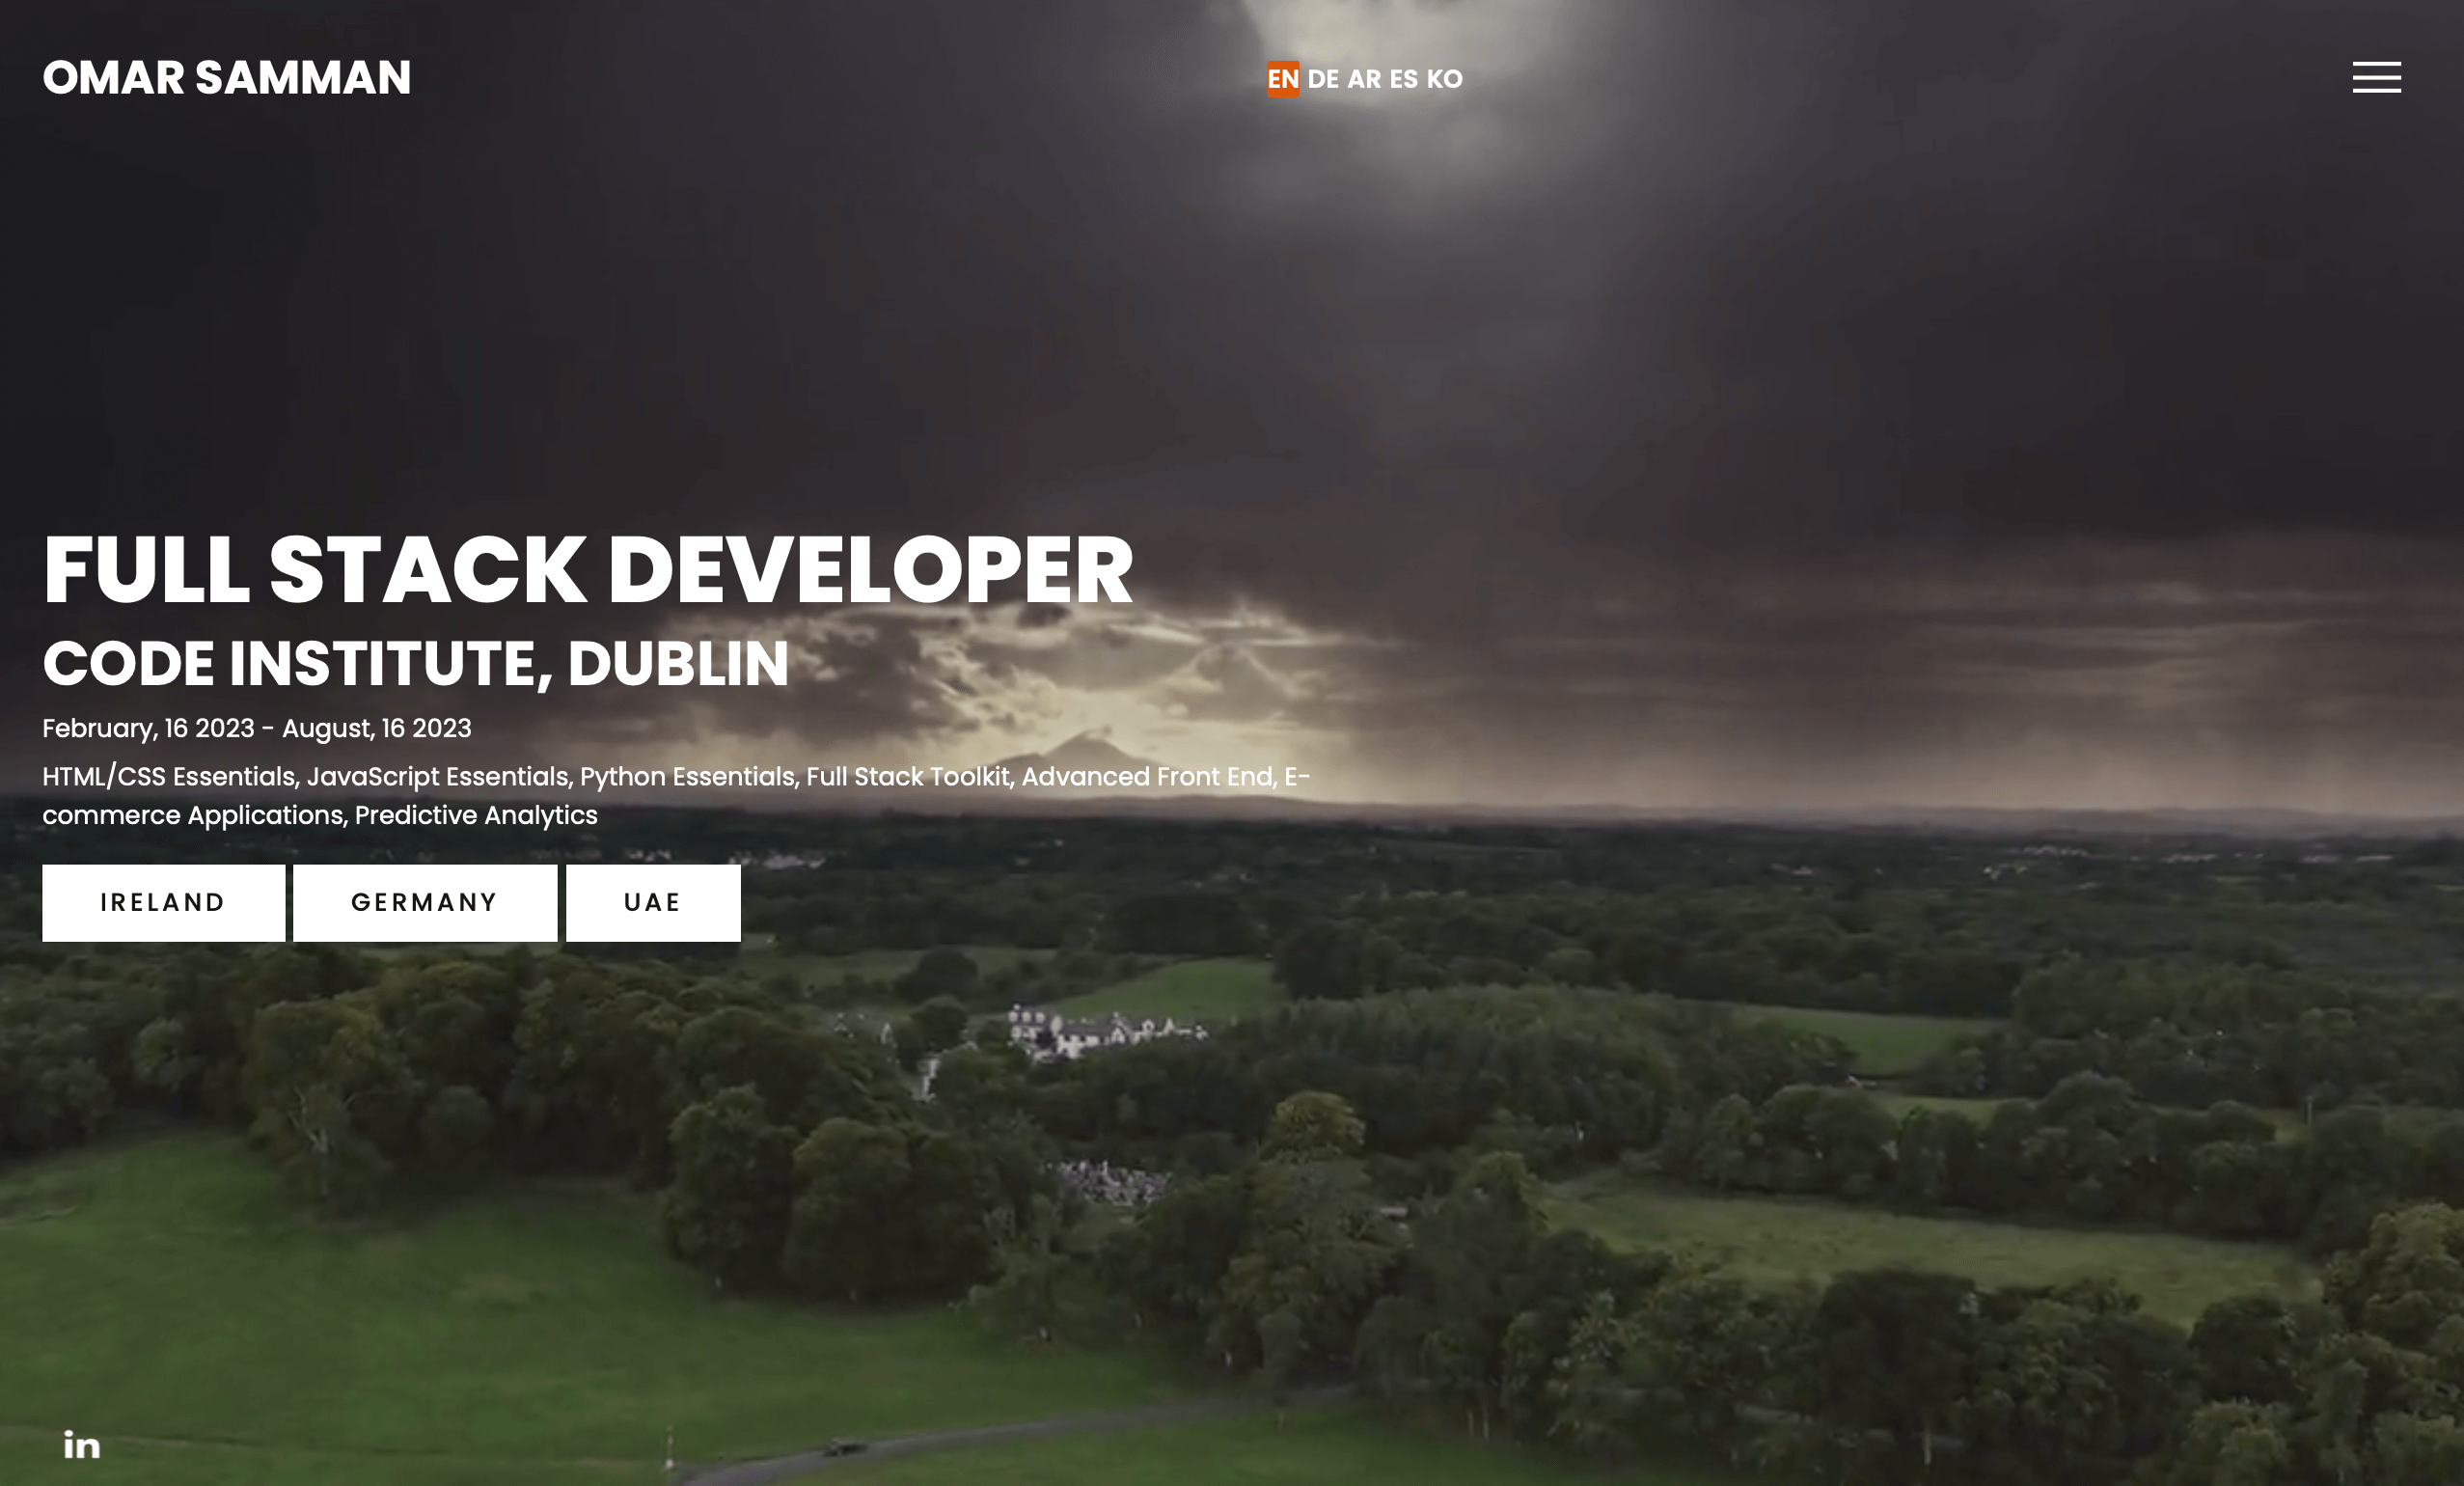 OMAR SAMMAN
EN DE AR ES KO
FULL STACK DEVELOPER
CODE INSTITUTE, DUBLIN
February, 16 2023 - August, 16 2023
HTML/CSS Essentials, JavaScript Essentials, Python Essentials, Full Stack Toolkit, Advanced Front End, E-
commerce Applications, Predictive Analytics
IRELAND GERMANY UAE
in